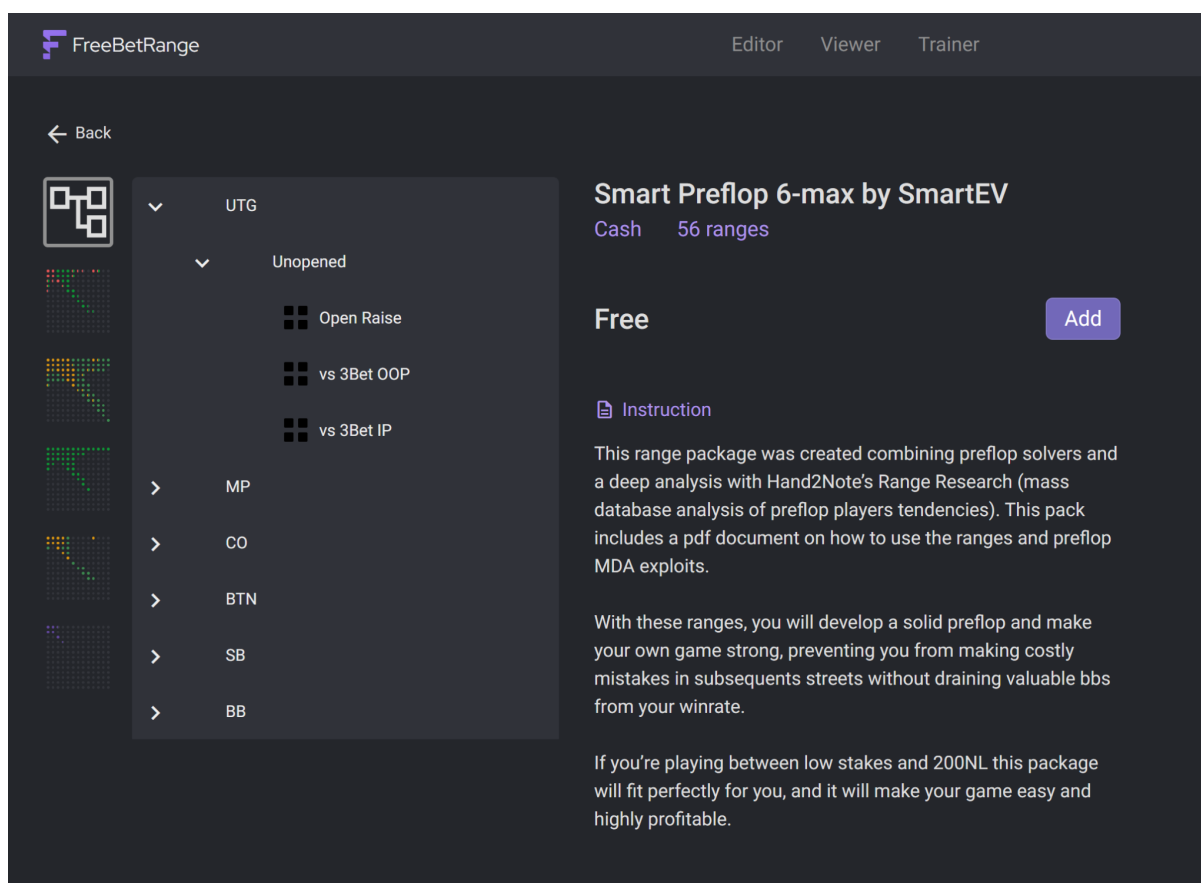 FreeBetRange
Editor Viewer Trainer
Back
UTG
Unopened
Open Raise
vs 3Bet OOP
vs 3Bet IP
MP
CO
BTN
SB
BB
Smart Preflop 6-max by SmartEV
Cash 56 ranges
Free
Add
Instruction
This range package was created combining preflop solvers and
a deep analysis with Hand2Note’s Range Research (mass
database analysis of preflop players tendencies). This pack
includes a pdf document on how to use the ranges and preflop
MDA exploits.
With these ranges, you will develop a solid preflop and make
your own game strong, preventing you from making costly
mistakes in subsequents streets without draining valuable bbs
from your winrate.
If you’re playing between low stakes and 200NL this package
will fit perfectly for you, and it will make your game easy and
highly profitable.